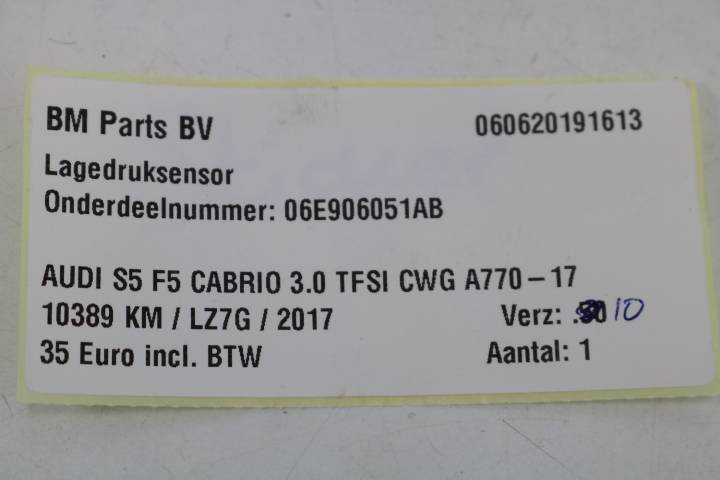 BM Parts BV 060620191613
Lagedruksensor
Onderdeelnummer: 06E906051AB
AUDI S5 F5 CABRIO 3.0 TFSI CWG A770-17
10389 KM / LZ7G / 2017 Verz: 10
35 Euro incl. BTW Aantal: 1